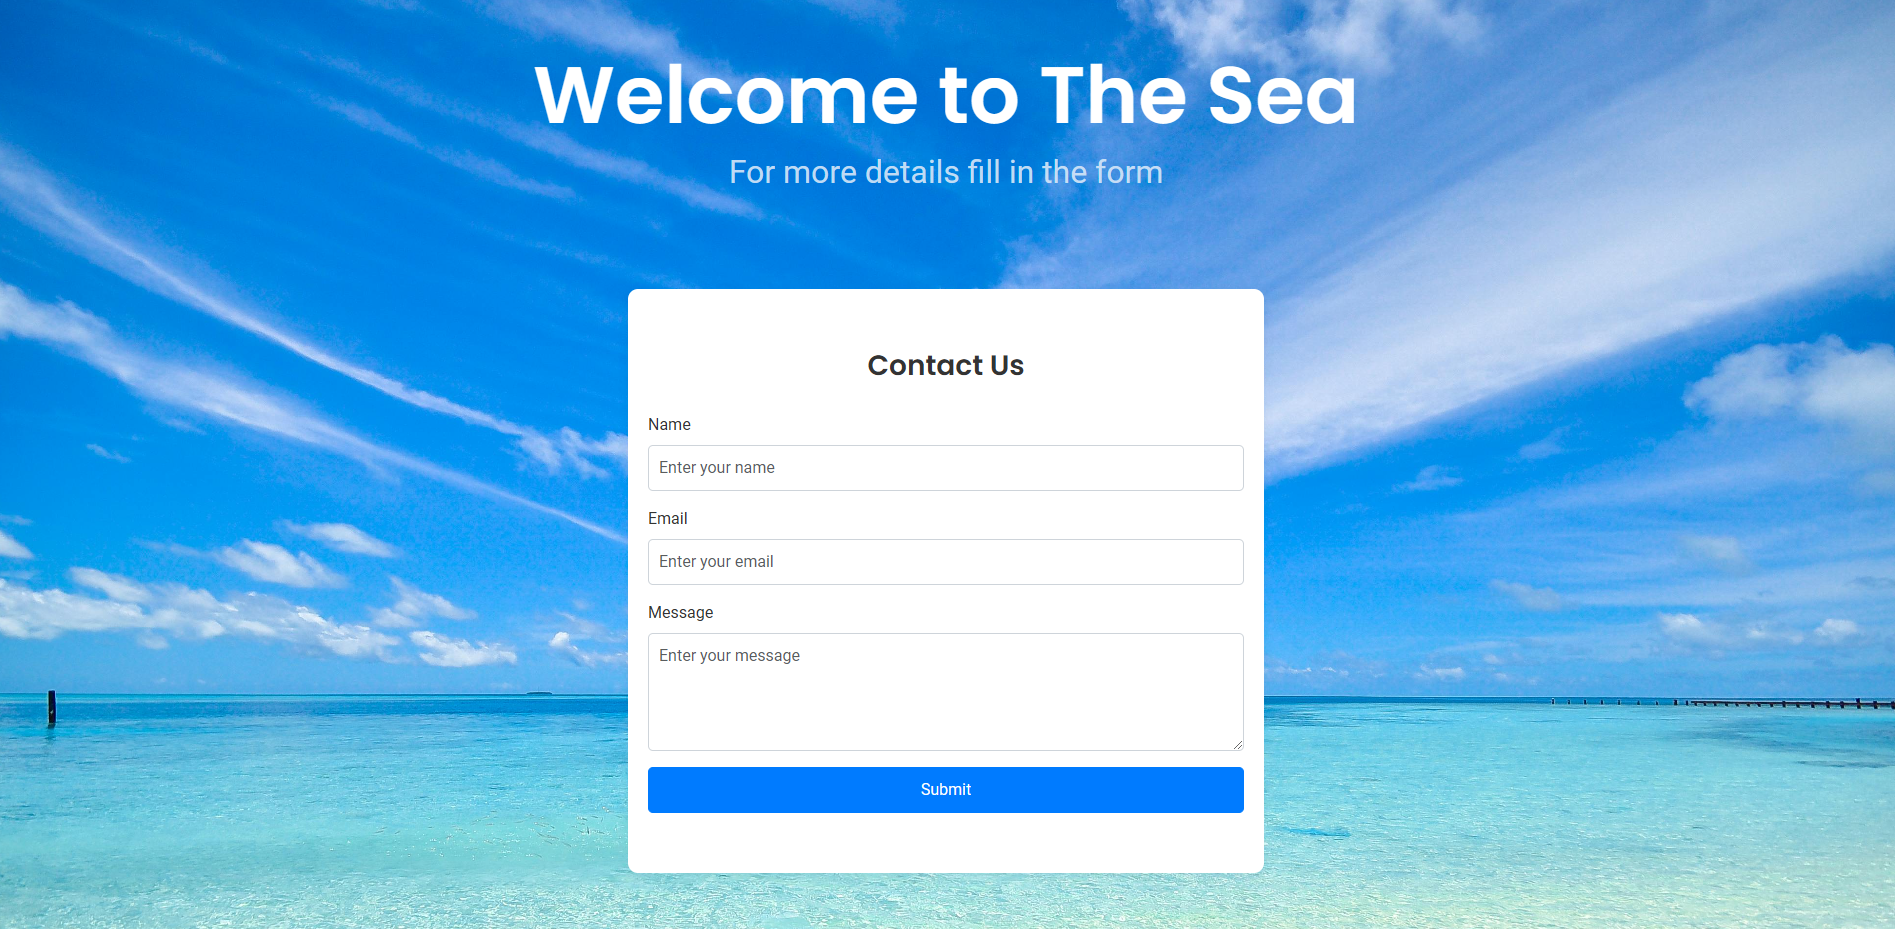 Welcome to The Sea
For more details fill in the form
Contact Us
Name
Enter your name
Email
Enter your email
Message
Enter your message
Submit